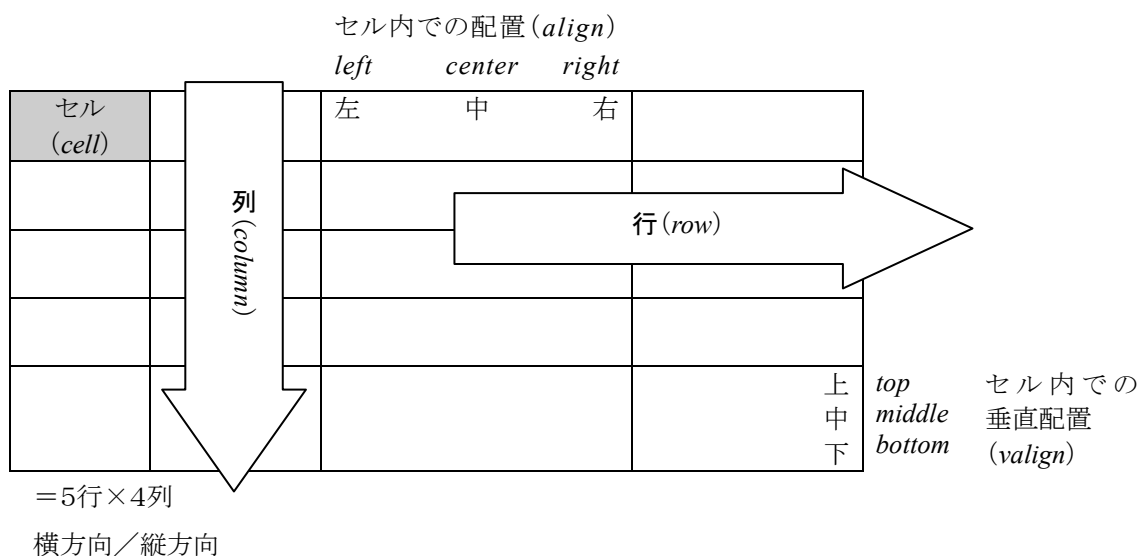 セル内での配置(align)
left center right
セル
(cell)
左 中 右
列(column)
行(row)
上 top
中 middle
下 bottom
セル内での
垂直配置
(valign)
＝5行×4列
横方向／縦方向